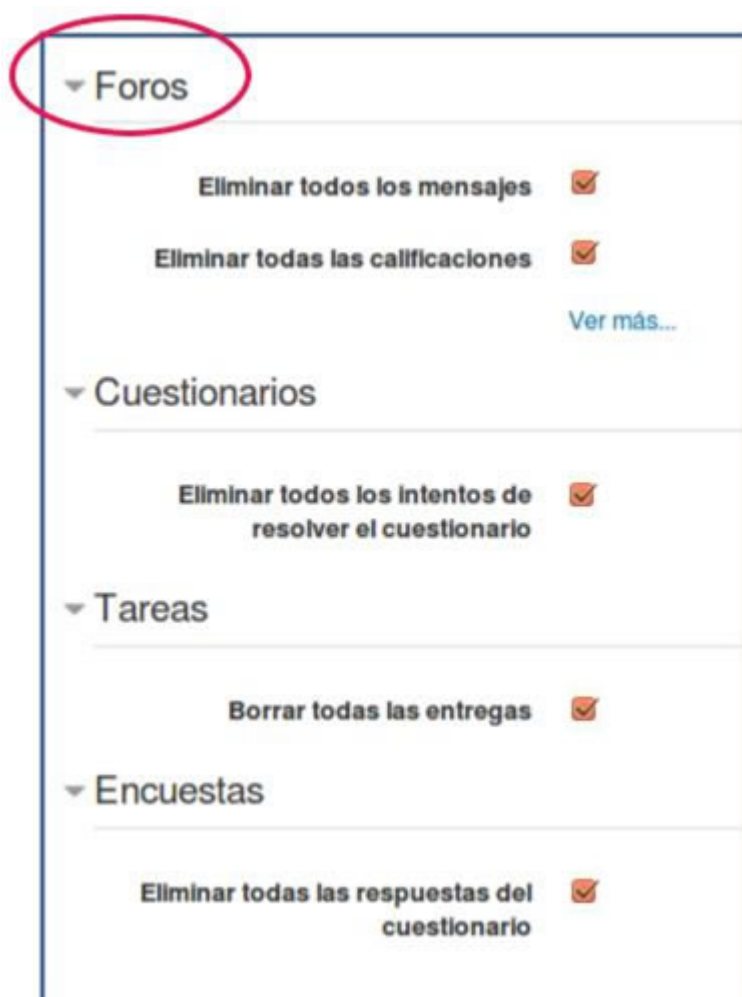 Foros
Eliminar todos los mensajes
Eliminar todas las calificaciones
Ver más...
Cuestionarios
Eliminar todos los intentos de
resolver el cuestionario
Tareas
Borrar todas las entregas
Encuestas
Eliminar todas las respuestas del
cuestionario